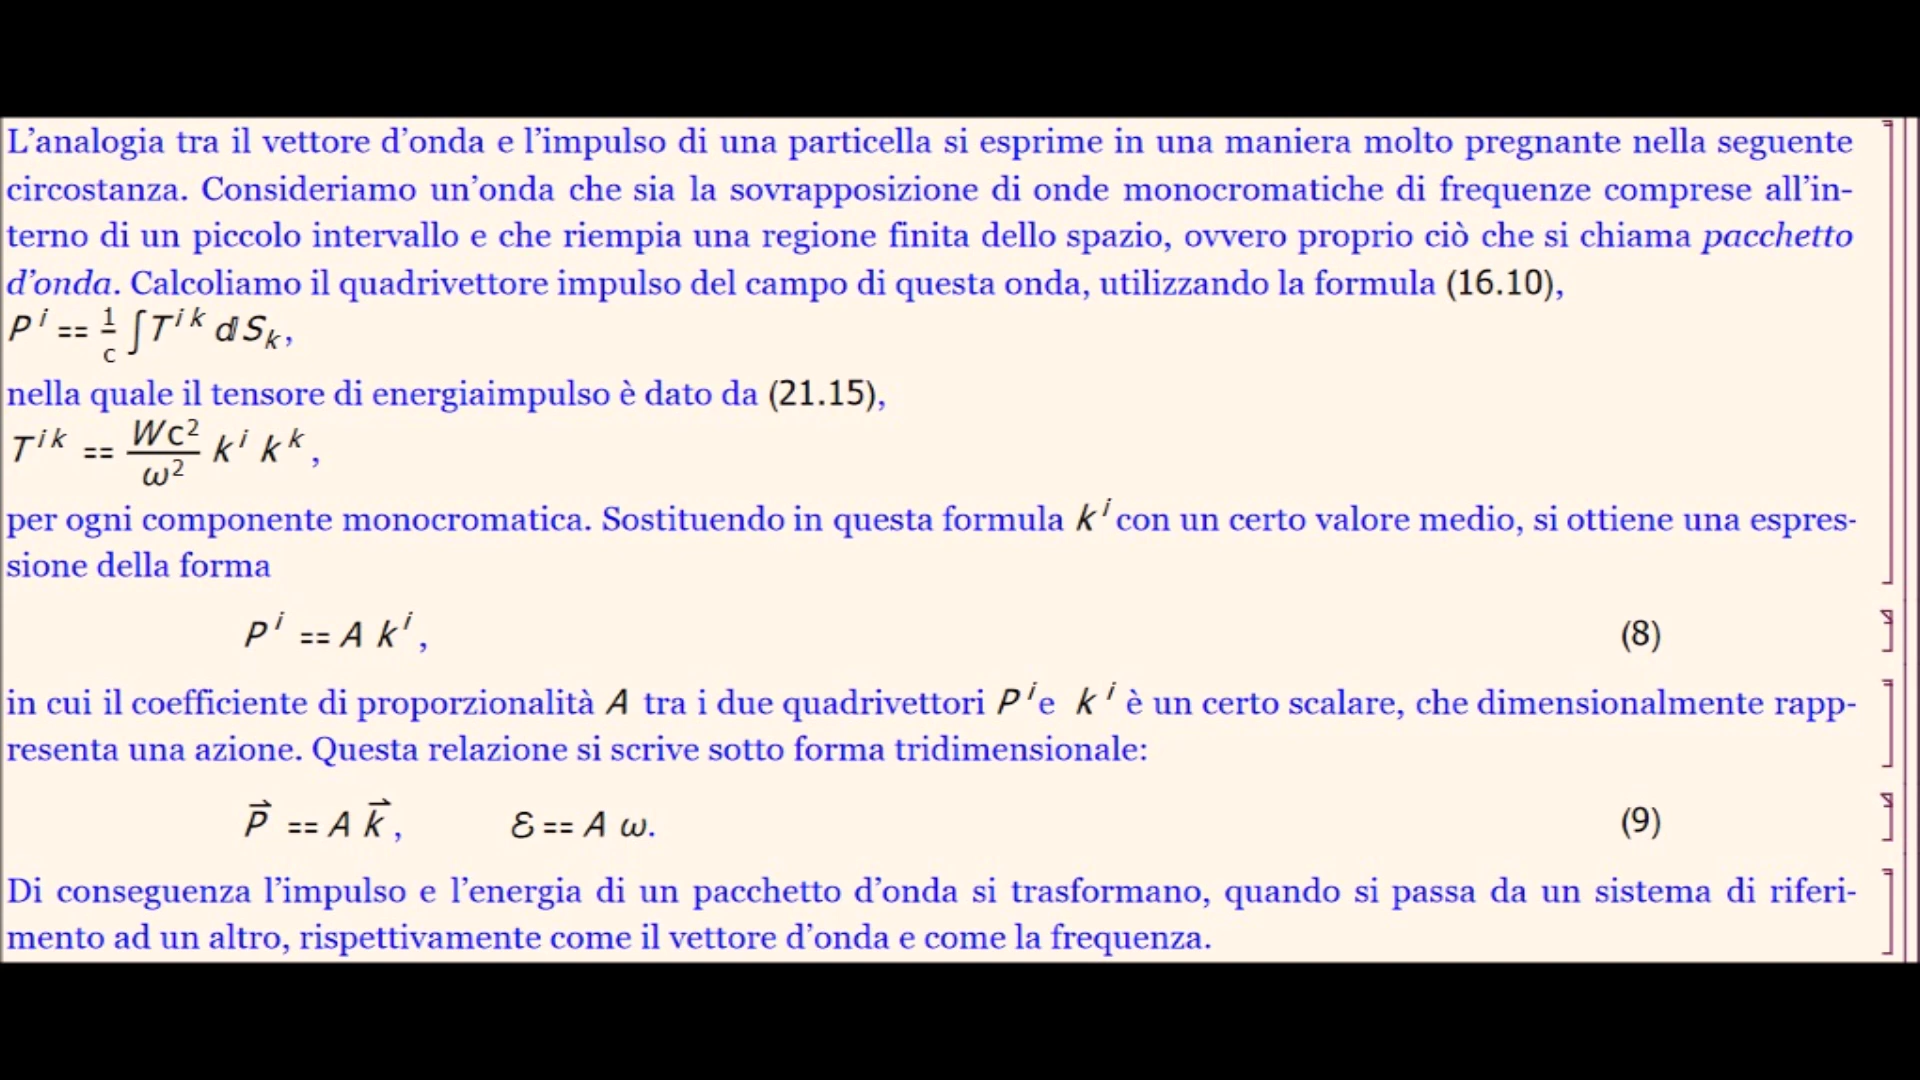 L’analogia tra il vettore d’onda e l’impulso di una particella si esprime in una maniera molto pregnante nella seguente
circostanza. Consideriamo un’onda che sia la sovrapposizione di onde monocromatiche di frequenze comprese all’in-
terno di un piccolo intervallo e che riempia una regione finita dello spazio, ovvero proprio ciò che si chiama pacchetto
d’onda. Calcoliamo il quadrivettore impulso del campo di questa onda, utilizzando la formula (16.10),
P^i == 1/c ∫T^{ik} ⅆS_k,
nella quale il tensore di energiaimpulso è dato da (21.15),
T^{ik} == Wc²/ω² k^i k^k,
per ogni componente monocromatica. Sostituendo in questa formula k^i con un certo valore medio, si ottiene una espres-
sione della forma
P^i == A k^i, (8)
in cui il coefficiente di proporzionalità A tra i due quadrivettori P^i e k^i è un certo scalare, che dimensionalmente rapp-
resenta una azione. Questa relazione si scrive sotto forma tridimensionale:
P⃗ == A k⃗, ℰ == A ω. (9)
Di conseguenza l’impulso e l’energia di un pacchetto d’onda si trasformano, quando si passa da un sistema di riferi-
mento ad un altro, rispettivamente come il vettore d’onda e come la frequenza.